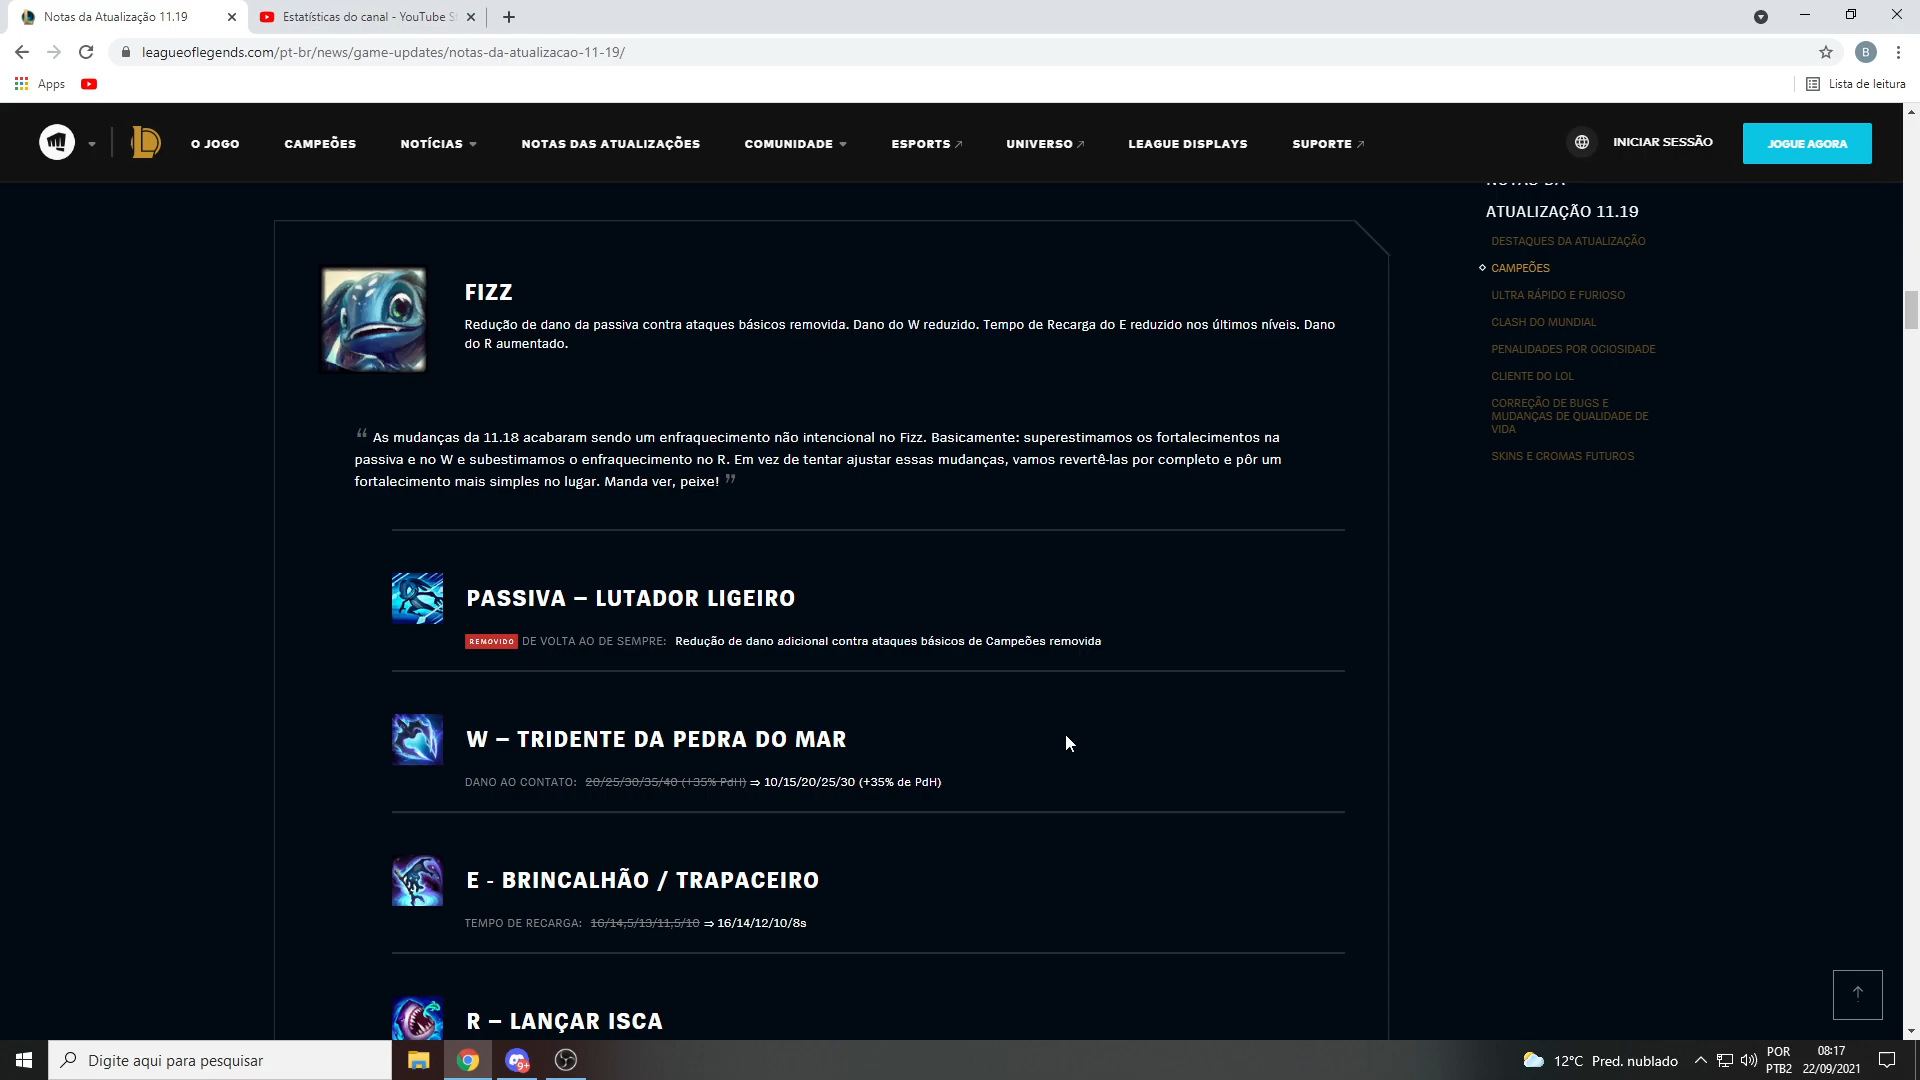 Notas da Atualização 11.19
Estatísticas do canal - YouTube S
leagueoflegends.com/pt-br/news/game-updates/notas-da-atualizacao-11-19/
B
Apps
Lista de leitura
O JOGO
CAMPEÕES
NOTÍCIAS
NOTAS DAS ATUALIZAÇÕES
COMUNIDADE
ESPORTS
UNIVERSO
LEAGUE DISPLAYS
SUPORTE
INICIAR SESSÃO
JOGUE AGORA
NOTAS DA
ATUALIZAÇÃO 11.19
DESTAQUES DA ATUALIZAÇÃO
CAMPEÕES
ULTRA RÁPIDO E FURIOSO
CLASH DO MUNDIAL
PENALIDADES POR OCIOSIDADE
CLIENTE DO LOL
CORREÇÃO DE BUGS E
MUDANÇAS DE QUALIDADE DE
VIDA
SKINS E CROMAS FUTUROS
FIZZ
Redução de dano da passiva contra ataques básicos removida. Dano do W reduzido. Tempo de Recarga do E reduzido nos últimos níveis. Dano
do R aumentado.
“ As mudanças da 11.18 acabaram sendo um enfraquecimento não intencional no Fizz. Basicamente: superestimamos os fortalecimentos na
passiva e no W e subestimamos o enfraquecimento no R. Em vez de tentar ajustar essas mudanças, vamos revertê-las por completo e pôr um
fortalecimento mais simples no lugar. Manda ver, peixe! ”
PASSIVA – LUTADOR LIGEIRO
REMOVIDO DE VOLTA AO DE SEMPRE: Redução de dano adicional contra ataques básicos de Campeões removida
W – TRIDENTE DA PEDRA DO MAR
DANO AO CONTATO: 20/25/30/35/40 (+35% PdH) ⇒ 10/15/20/25/30 (+35% de PdH)
E - BRINCALHÃO / TRAPACEIRO
TEMPO DE RECARGA: 16/14,5/13/11,5/10 ⇒ 16/14/12/10/8s
R – LANÇAR ISCA
Digite aqui para pesquisar
9+
12°C Pred. nublado
POR
PTB2
08:17
22/09/2021